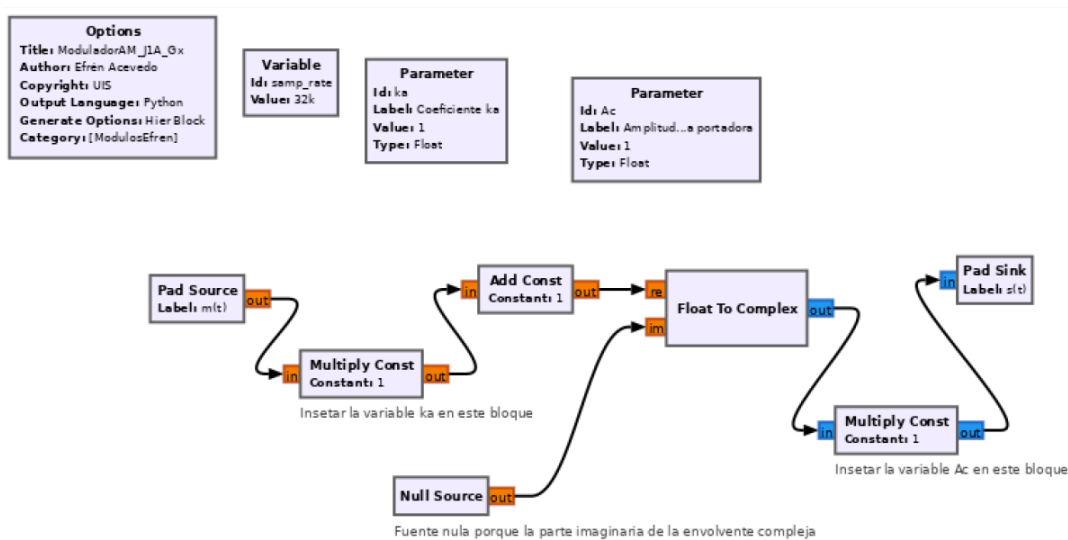 Options
Title: ModuladorAM_J1A_Gx
Author: Efrén Acevedo
Copyright: UIS
Output Language: Python
Generate Options: Hier Block
Category: [ModulosEfren]
Variable
Id: samp_rate
Value: 32k
Parameter
Id: ka
Label: Coeficiente ka
Value: 1
Type: Float
Parameter
Id: Ac
Label: Amplitud...a portadora
Value: 1
Type: Float
Pad Source
Label: m(t)
out
in
Multiply Const
Constant: 1
out
Insetar la variable ka en este bloque
in
Add Const
Constant: 1
out
Null Source
out
Fuente nula porque la parte imaginaria de la envolvente compleja
re
im
Float To Complex
out
in
Multiply Const
Constant: 1
out
Insetar la variable Ac en este bloque
in
Pad Sink
Label: s(t)